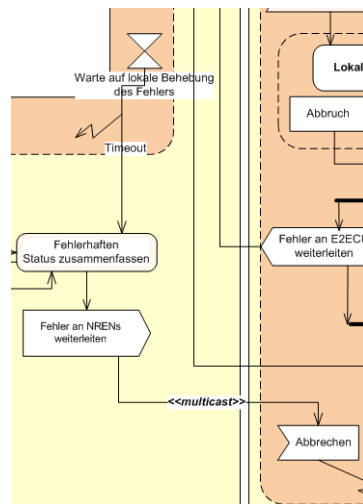 Lokal
Warte auf lokale Behebung
des Fehlers
Abbruch
Timeout
Fehlerhaften
Status zusammenfassen
Fehler an E2ECU
weiterleiten
Fehler an NRENs
weiterleiten
<<multicast>>
Abbrechen